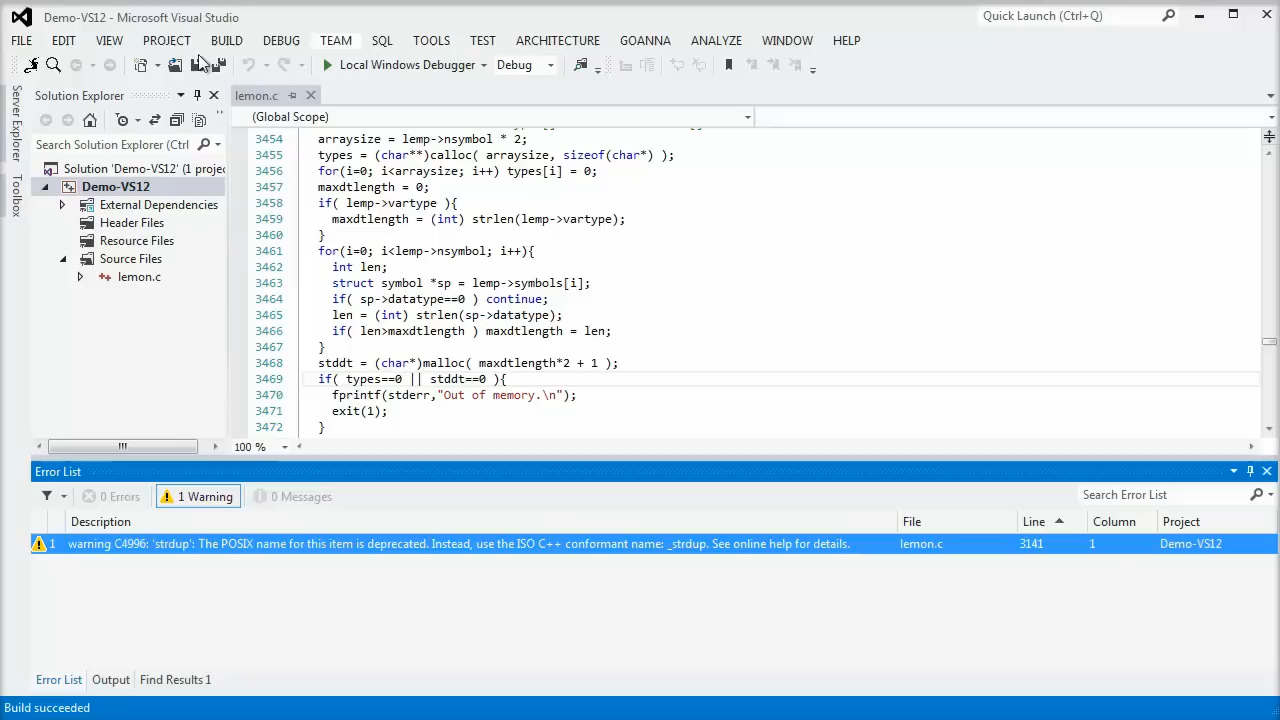 Demo-VS12 - Microsoft Visual Studio
Quick Launch (Ctrl+Q)
FILE EDIT VIEW PROJECT BUILD DEBUG TEAM SQL TOOLS TEST ARCHITECTURE GOANNA ANALYZE WINDOW HELP
Local Windows Debugger Debug
Server Explorer
Toolbox
Solution Explorer
Search Solution Explorer (Ctrl
Solution 'Demo-VS12' (1 projec
Demo-VS12
External Dependencies
Header Files
Resource Files
Source Files
lemon.c
lemon.c
(Global Scope)
3454 arraysize = lemp->nsymbol * 2;
3455 types = (char**)calloc( arraysize, sizeof(char*) );
3456 for(i=0; i<arraysize; i++) types[i] = 0;
3457 maxdtlength = 0;
3458 if( lemp->vartype ){
3459 maxdtlength = (int) strlen(lemp->vartype);
3460 }
3461 for(i=0; i<lemp->nsymbol; i++){
3462 int len;
3463 struct symbol *sp = lemp->symbols[i];
3464 if( sp->datatype==0 ) continue;
3465 len = (int) strlen(sp->datatype);
3466 if( len>maxdtlength ) maxdtlength = len;
3467 }
3468 stddt = (char*)malloc( maxdtlength*2 + 1 );
3469 if( types==0 || stddt==0 ){
3470 fprintf(stderr,"Out of memory.\n");
3471 exit(1);
3472 }
100 %
Error List
0 Errors 1 Warning 0 Messages
Search Error List
Description File Line Column Project
1 warning C4996: 'strdup': The POSIX name for this item is deprecated. Instead, use the ISO C++ conformant name: _strdup. See online help for details. lemon.c 3141 1 Demo-VS12
Error List Output Find Results 1
Build succeeded